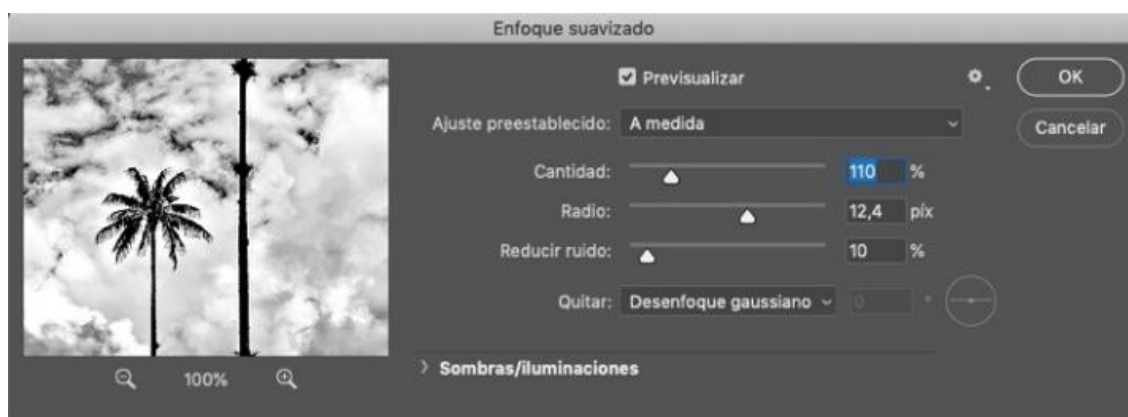 Enfoque suavizado
Previsualizar
OK
Ajuste preestablecido: A medida
Cancelar
Cantidad: 110 %
Radio: 12,4 píx
Reducir ruido: 10 %
Quitar: Desenfoque gaussiano 0 °
100%
Sombras/iluminaciones